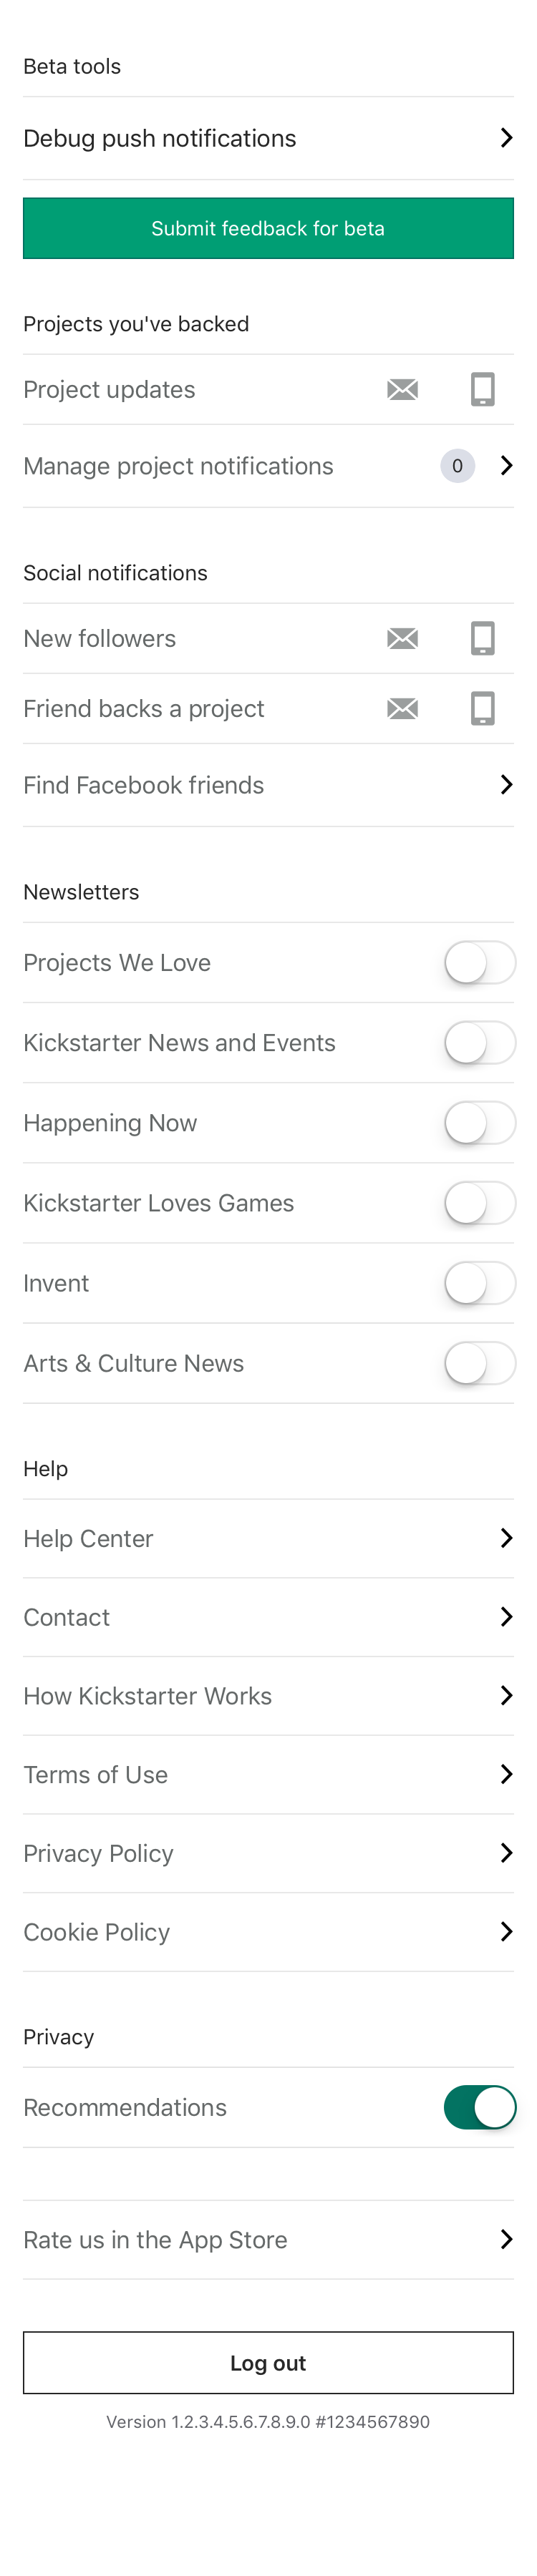 Beta tools
Debug push notifications
Submit feedback for beta
Projects you've backed
Project updates
Manage project notifications 0
Social notifications
New followers
Friend backs a project
Find Facebook friends
Newsletters
Projects We Love
Kickstarter News and Events
Happening Now
Kickstarter Loves Games
Invent
Arts & Culture News
Help
Help Center
Contact
How Kickstarter Works
Terms of Use
Privacy Policy
Cookie Policy
Privacy
Recommendations
Rate us in the App Store
Log out
Version 1.2.3.4.5.6.7.8.9.0 #1234567890